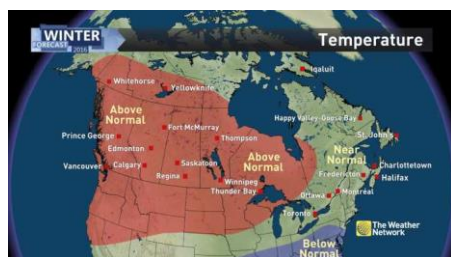 WINTER
FORECAST 2016
Temperature
Iqaluit
Whitehorse
Yellowknife
Above
Normal
Happy Valley-Goose Bay
Prince George
Fort McMurray
Thompson
St. John's
Edmonton
Near
Normal
Above
Normal
Vancouver
Calgary
Saskatoon
Charlottetown
Regina
Winnipeg
Fredericton
Halifax
Thunder Bay
Ottawa
Montréal
Toronto
The Weather
Network
Below
Normal